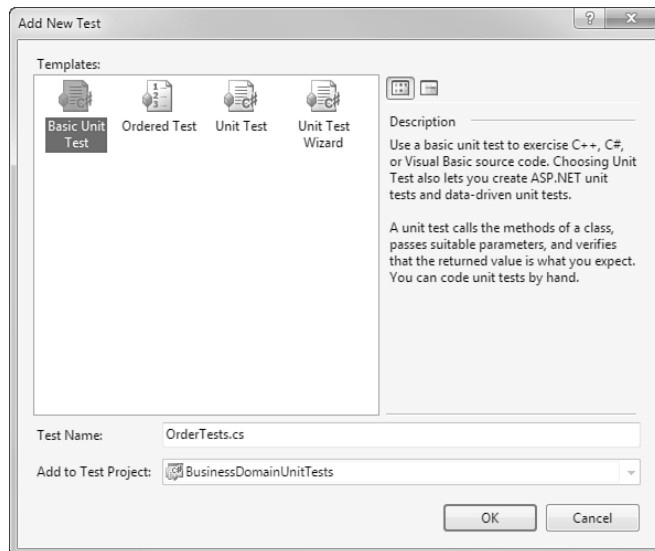 Add New Test
Templates:
Basic Unit
Test
Ordered Test
Unit Test
Unit Test
Wizard
Description
Use a basic unit test to exercise C++, C#,
or Visual Basic source code. Choosing Unit
Test also lets you create ASP.NET unit
tests and data-driven unit tests.
A unit test calls the methods of a class,
passes suitable parameters, and verifies
that the returned value is what you expect.
You can code unit tests by hand.
Test Name:
OrderTests.cs
Add to Test Project:
BusinessDomainUnitTests
OK
Cancel